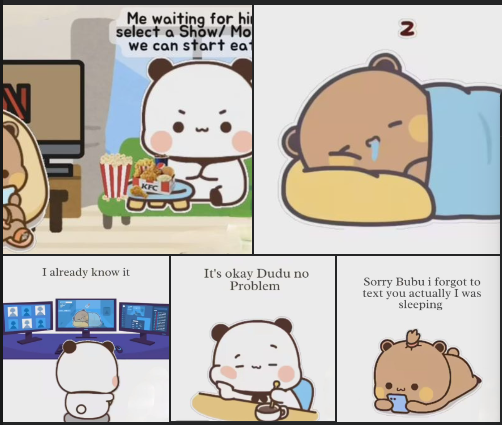 Me waiting for hi
select a Show/ Mo
we can start eat
N
KFC
z
I already know it
It's okay Dudu no
Problem
Sorry Bubu i forgot to
text you actually I was
sleeping